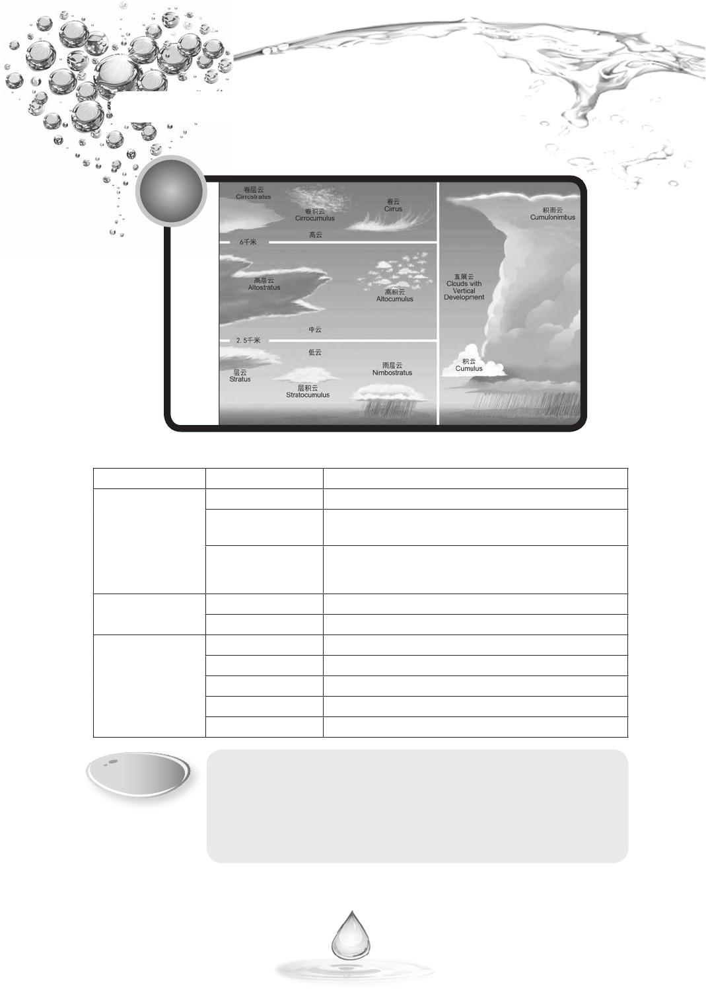 卷层云
Cirrostratus
卷积云
Cirrocumulus
卷云
Cirrus
高云
6千米
高层云
Altostratus
高积云
Altocumulus
中云
2.5千米
低云
层云
Stratus
层积云
Stratocumulus
雨层云
Nimbostratus
积雨云
Cumulonimbus
直展云
Clouds with
Vertical
Development
积云
Cumulus